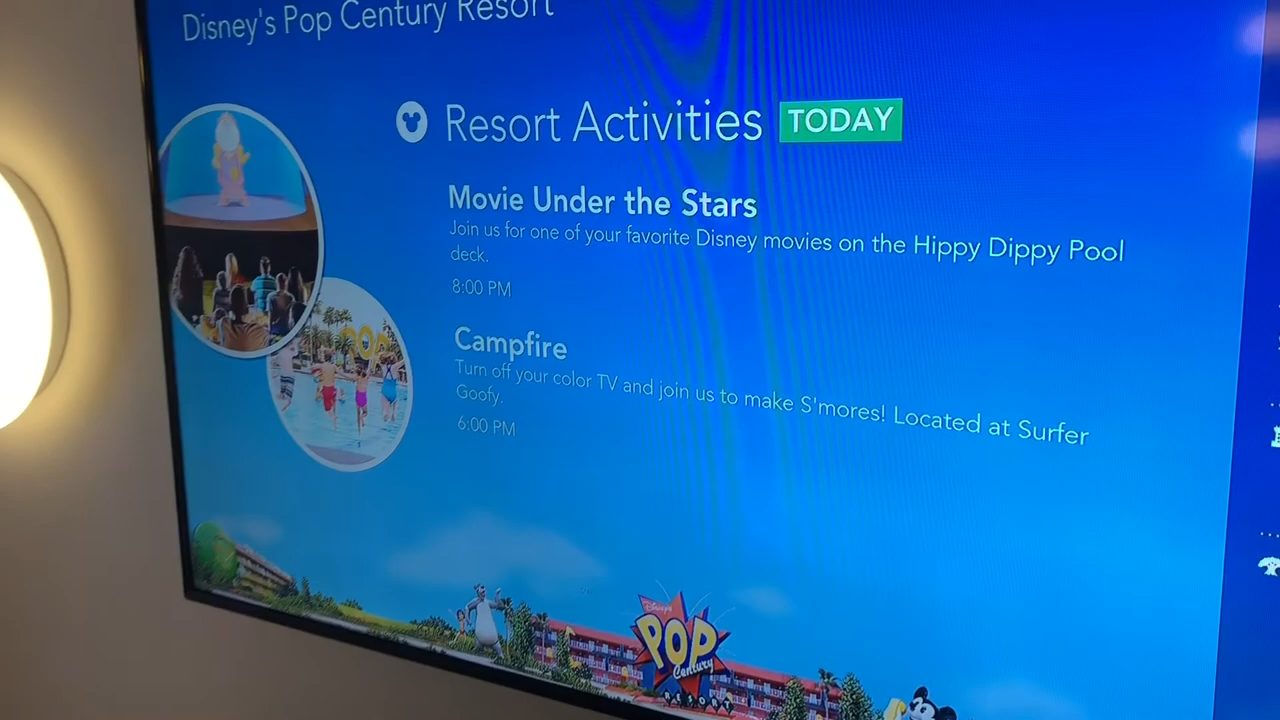 Disney's Pop Century Resort
Resort Activities TODAY
Movie Under the Stars
Join us for one of your favorite Disney movies on the Hippy Dippy Pool
deck.
8:00 PM
Campfire
Turn off your color TV and join us to make S'mores! Located at Surfer
Goofy.
6:00 PM
Disney's
POP
Century
RESORT